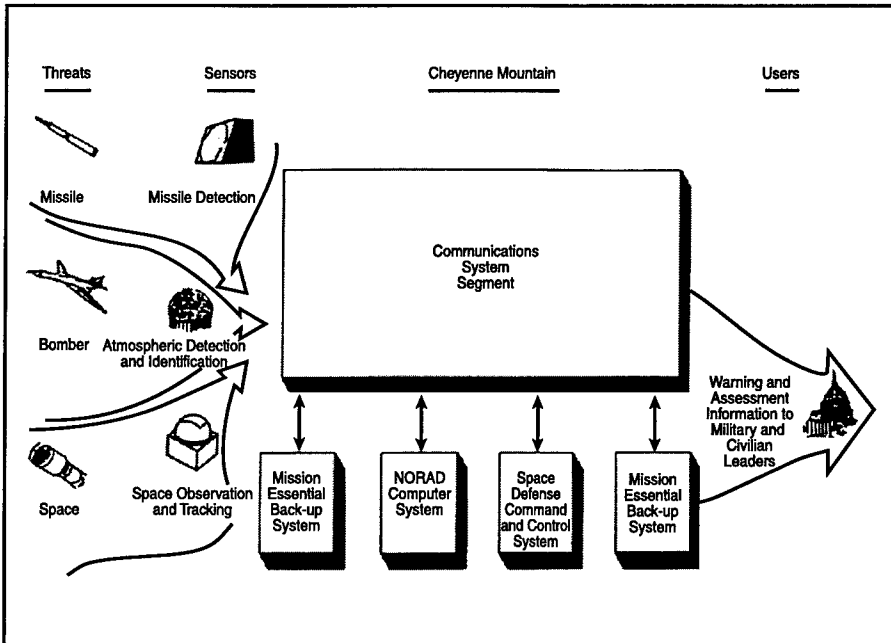 Threats
Sensors
Cheyenne Mountain
Users
Missile
Missile Detection
Communications
System
Segment
Bomber
Atmospheric Detection
and Identification
Warning and
Assessment
Information to
Military and
Civilian
Leaders
Space
Space Observation
and Tracking
Mission
Essential
Back-up
System
NORAD
Computer
System
Space
Defense
Command
and Control
System
Mission
Essential
Back-up
System